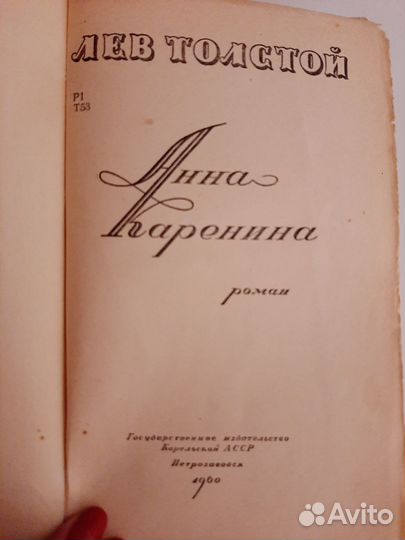 ЛЕВ ТОЛСТОЙ
Р1
Т53
Анна
Каренина
роман
Государственное издательство
Карельской АССР
Петрозаводск
1960
Avito